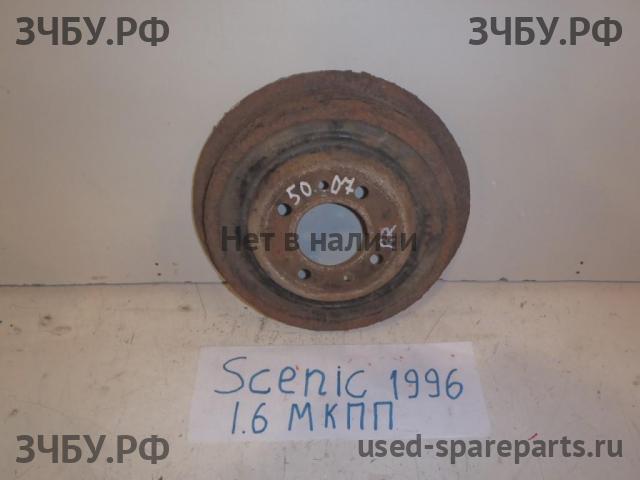 ЗЧБУ.РФ ЗЧБУ.РФ
50 07
Нет в наличии
RR
Scenic 1996
1.6 МКПП
ЗЧБУ.РФ used-spareparts.ru